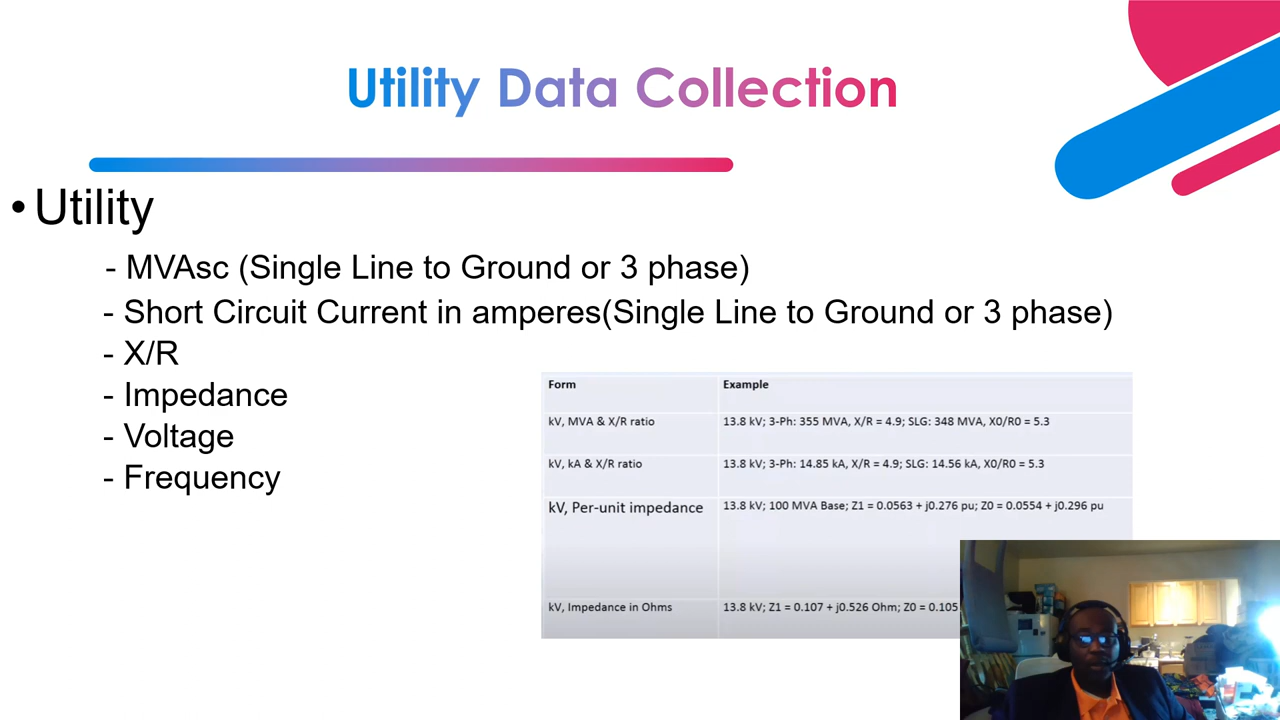 Utility Data Collection
•Utility
- MVAsc (Single Line to Ground or 3 phase)
- Short Circuit Current in amperes(Single Line to Ground or 3 phase)
- X/R
- Impedance
- Voltage
- Frequency
Form Example
kV, MVA & X/R ratio 13.8 kV; 3-Ph: 355 MVA, X/R = 4.9; SLG: 348 MVA, X0/R0 = 5.3
kV, kA & X/R ratio 13.8 kV; 3-Ph: 14.85 kA, X/R = 4.9; SLG: 14.56 kA, X0/R0 = 5.3
kV, Per-unit impedance 13.8 kV; 100 MVA Base; Z1 = 0.0563 + j0.276 pu; Z0 = 0.0554 + j0.296 pu
kV, Impedance in Ohms 13.8 kV; Z1 = 0.107 + j0.526 Ohm; Z0 = 0.105